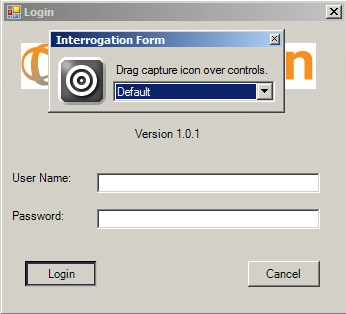 Login
Interrogation Form
Drag capture icon over controls.
Default
Version 1.0.1
User Name:
Password:
Login
Cancel